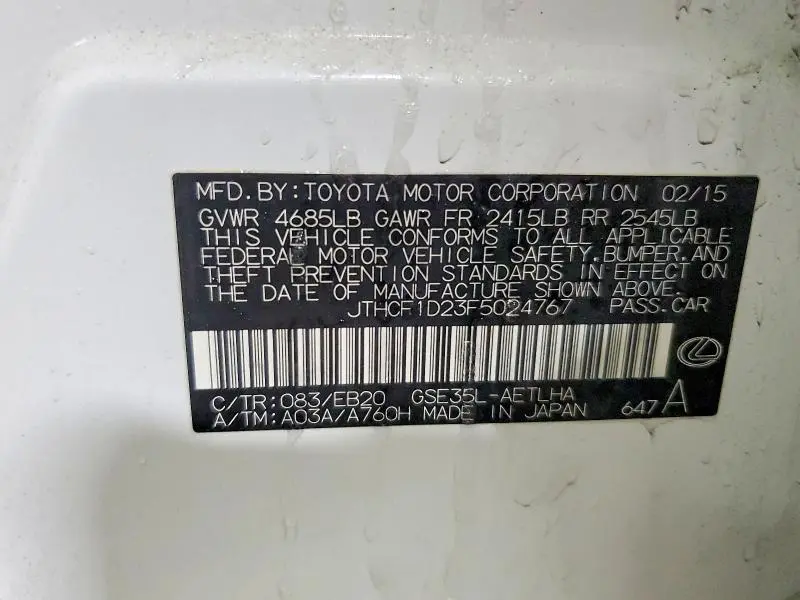 MFD.BY:TOYOTA MOTOR CORPORATION 02/15
GVWR 4685LB GAWR FR 2415LB RR 2545LB
THIS VEHICLE CONFORMS TO ALL APPLICABLE
FEDERAL MOTOR VEHICLE SAFETY,BUMPER,AND
THEFT PREVENTION STANDARDS IN EFFECT ON
THE DATE OF MANUFACTURE SHOWN ABOVE.
JTHCF1D23F5024767 PASS.CAR
C/TR:083/EB20 GSE35L-AETLHA
A/TM:A03A/A760H MADE IN JAPAN 647A